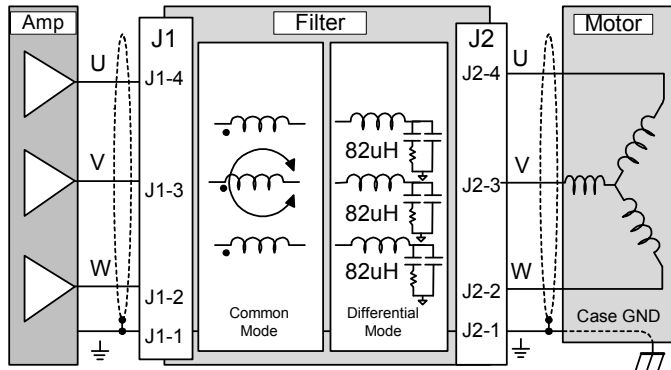 Amp
Filter
Motor
J1
J2
U
J1-4
J2-4
U
82uH
V
J1-3
J2-3
V
82uH
W
J1-2
J2-2
W
82uH
Common
Mode
Differential
Mode
J1-1
J2-1
Case GND